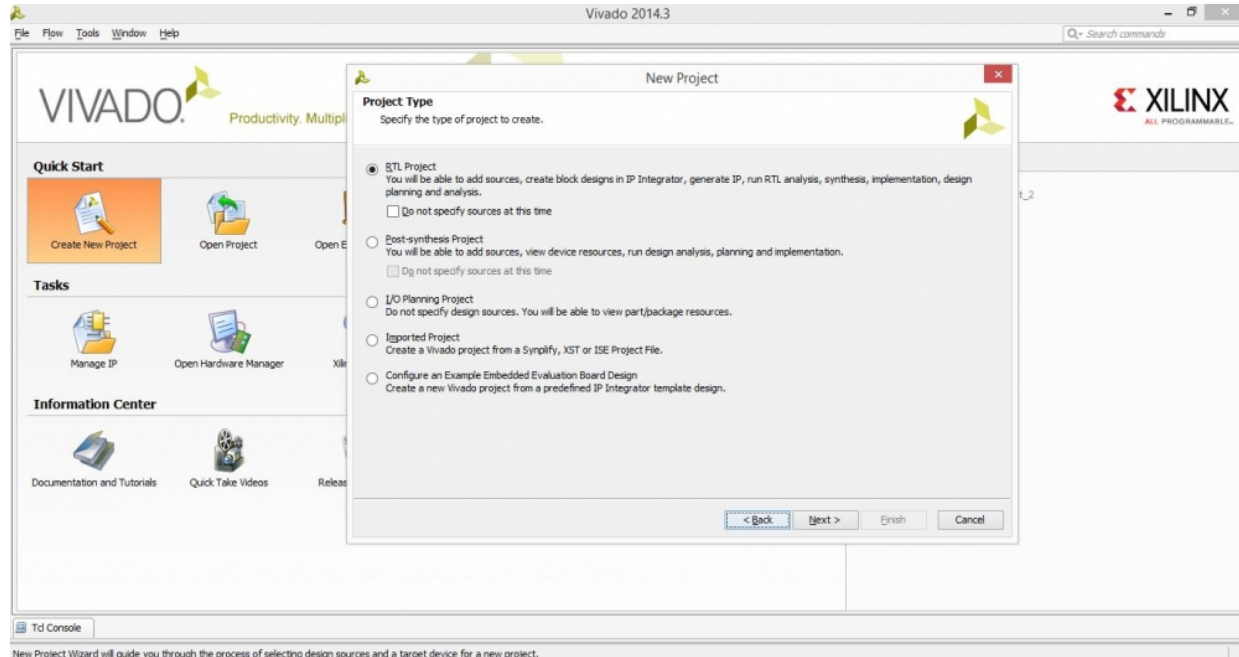 Vivado 2014.3
File Flow Tools Window Help
Search commands
VIVADO.
Productivity. Multipl
XILINX
ALL PROGRAMMABLE.
Quick Start
Create New Project
Open Project
Open E
Tasks
Manage IP
Open Hardware Manager
Xilin
Information Center
Documentation and Tutorials
Quick Take Videos
Releas
t_2
New Project
Project Type
Specify the type of project to create.
RTL Project
You will be able to add sources, create block designs in IP Integrator, generate IP, run RTL analysis, synthesis, implementation, design
planning and analysis.
Do not specify sources at this time
Post-synthesis Project
You will be able to add sources, view device resources, run design analysis, planning and implementation.
Do not specify sources at this time
I/O Planning Project
Do not specify design sources. You will be able to view part/package resources.
Imported Project
Create a Vivado project from a Synplify, XST or ISE Project File.
Configure an Example Embedded Evaluation Board Design
Create a new Vivado project from a predefined IP Integrator template design.
< Back Next > Finish Cancel
Tcl Console
New Project Wizard will guide you through the process of selecting design sources and a target device for a new project.